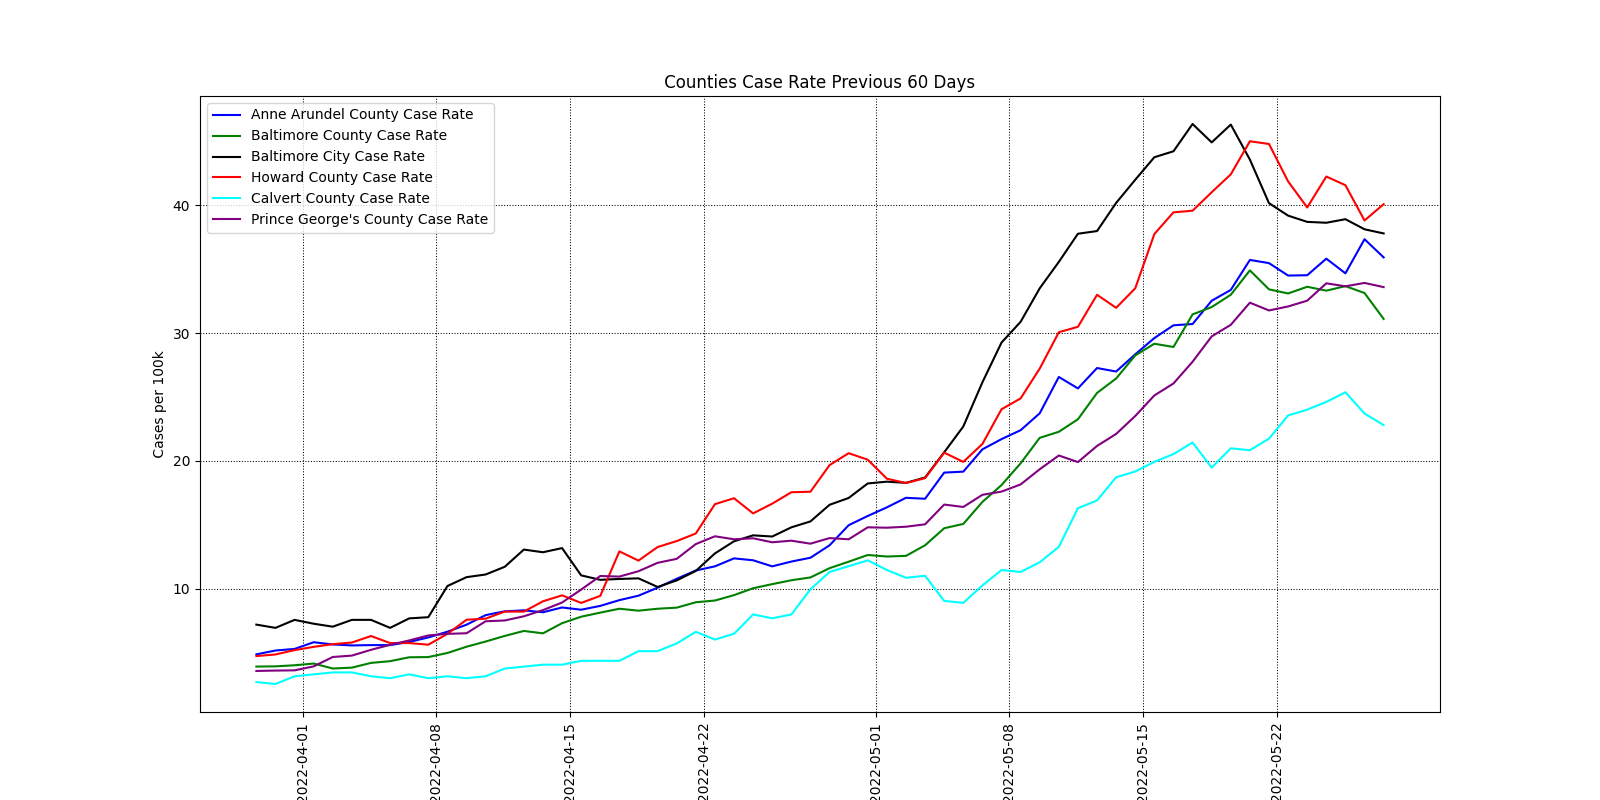 Counties Case Rate Previous 60 Days
Anne Arundel County Case Rate
Baltimore County Case Rate
Baltimore City Case Rate
Howard County Case Rate
Calvert County Case Rate
Prince George's County Case Rate
Cases per 100k
40
30
20
10
2022-04-01
2022-04-08
2022-04-15
2022-04-22
2022-05-01
2022-05-08
2022-05-15
2022-05-22